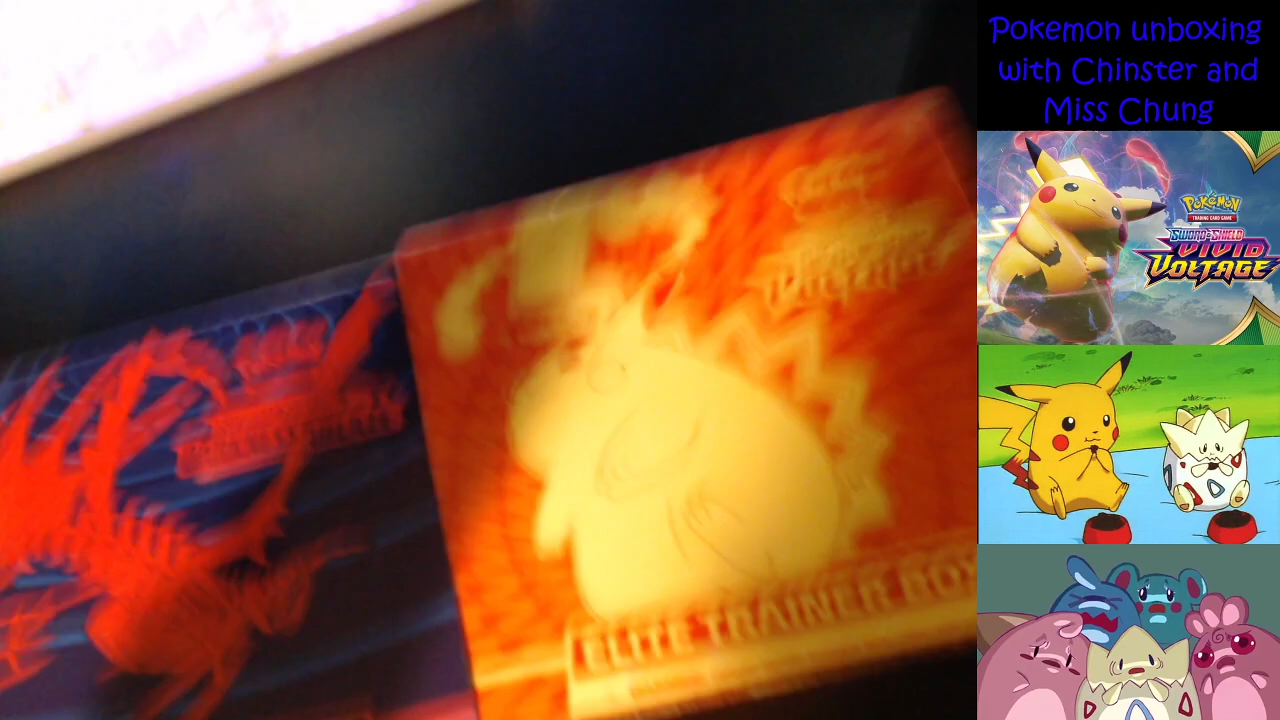 Pokemon unboxing
with Chinster and
Miss Chung
POKÉMON
TRADING CARD GAME
SWORD & SHIELD
VIVID
VOLTAGE
ELITE TRAINER BOX